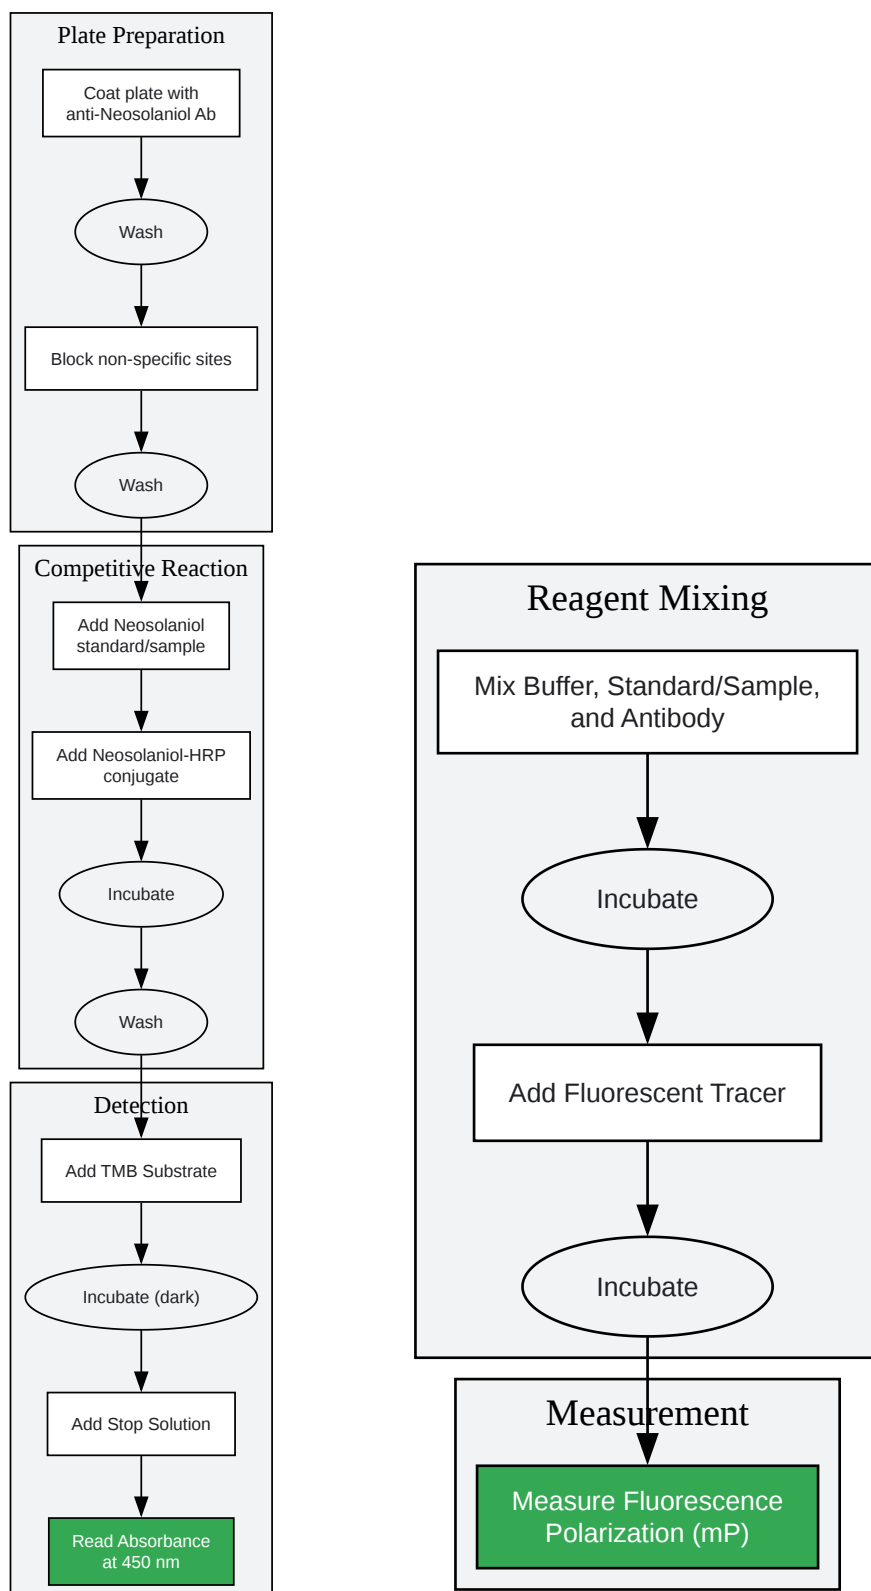 Plate Preparation
Coat plate with
anti-Neosolaniol Ab
Wash
Block non-specific sites
Wash
Competitive Reaction
Add Neosolaniol
standard/sample
Add Neosolaniol-HRP
conjugate
Incubate
Wash
Detection
Add TMB Substrate
Incubate (dark)
Add Stop Solution
Read Absorbance
at 450 nm
Reagent Mixing
Mix Buffer, Standard/Sample,
and Antibody
Incubate
Add Fluorescent Tracer
Incubate
Measurement
Measure Fluorescence
Polarization (mP)